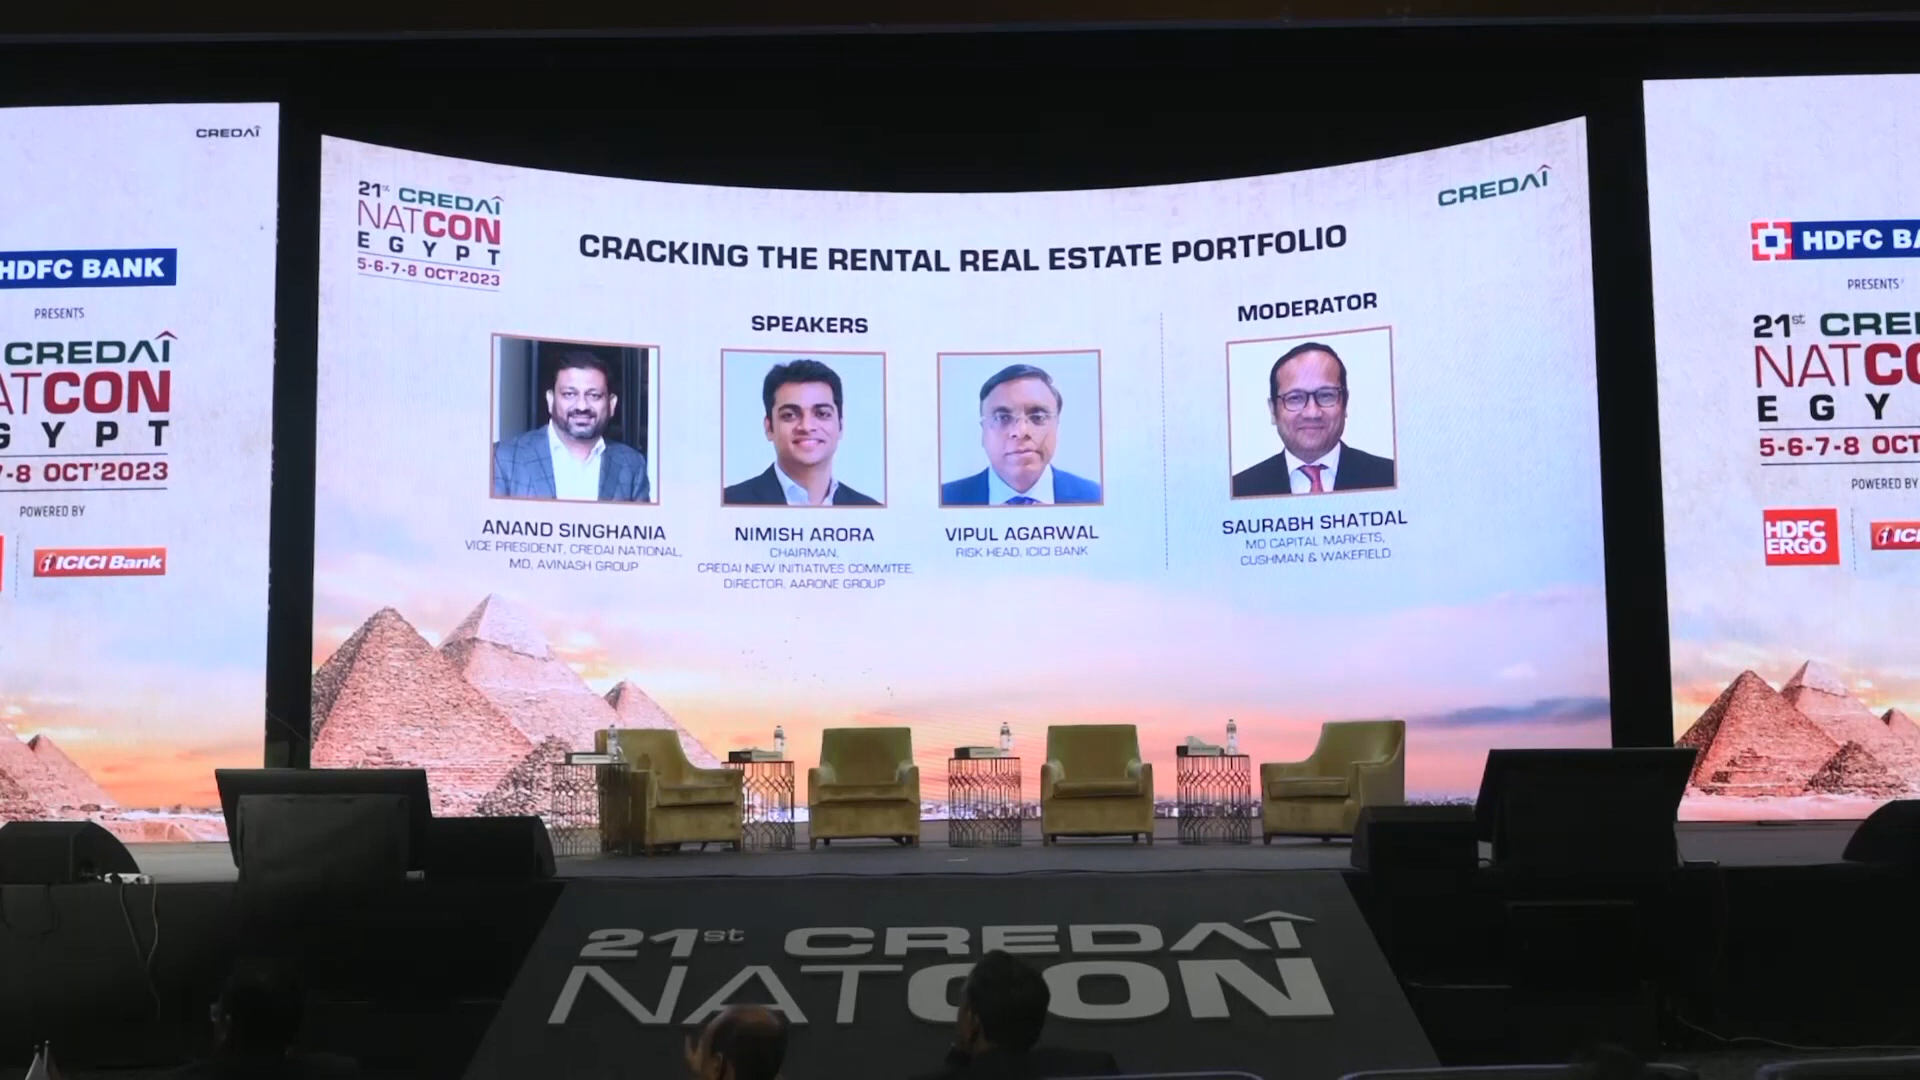 CREDAI
HDFC BANK
PRESENTS
CREDAI
NATCON
EGYPT
7-8 OCT'2023
POWERED BY
ICICI Bank
21st CREDAI
NATCON
EGYPT
5-6-7-8 OCT'2023
CREDAI
CRACKING THE RENTAL REAL ESTATE PORTFOLIO
SPEAKERS
ANAND SINGHANIA
VICE PRESIDENT, CREDAI NATIONAL,
MD, AVINASH GROUP
NIMISH ARORA
CHAIRMAN,
CREDAI NEW INITIATIVES COMMITEE,
DIRECTOR, AARONE GROUP
VIPUL AGARWAL
RISK HEAD, ICICI BANK
MODERATOR
SAURABH SHATDAL
MD CAPITAL MARKETS,
CUSHMAN & WAKEFIELD
HDFC BA
PRESENTS
21st CRE
NATCO
EGY
5-6-7-8 OCT
POWERED BY
HDFC
ERGO
ICI
21st CREDAI
NATCON